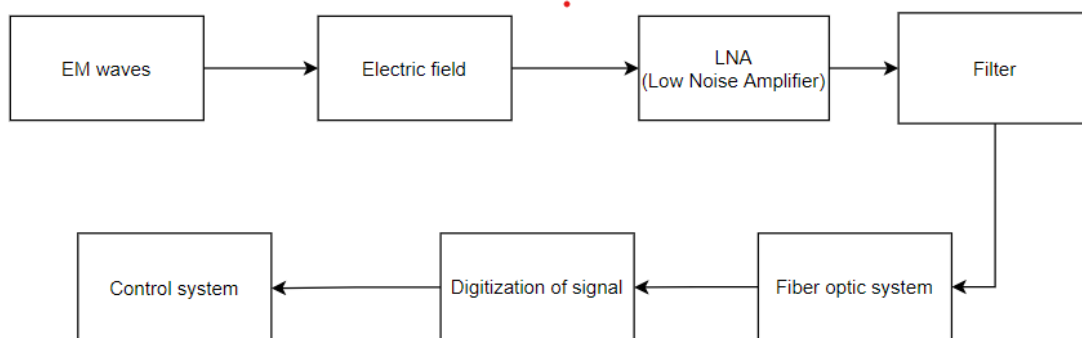 EM waves
Electric field
LNA
(Low Noise Amplifier)
Filter
Control system
Digitization of signal
Fiber optic system